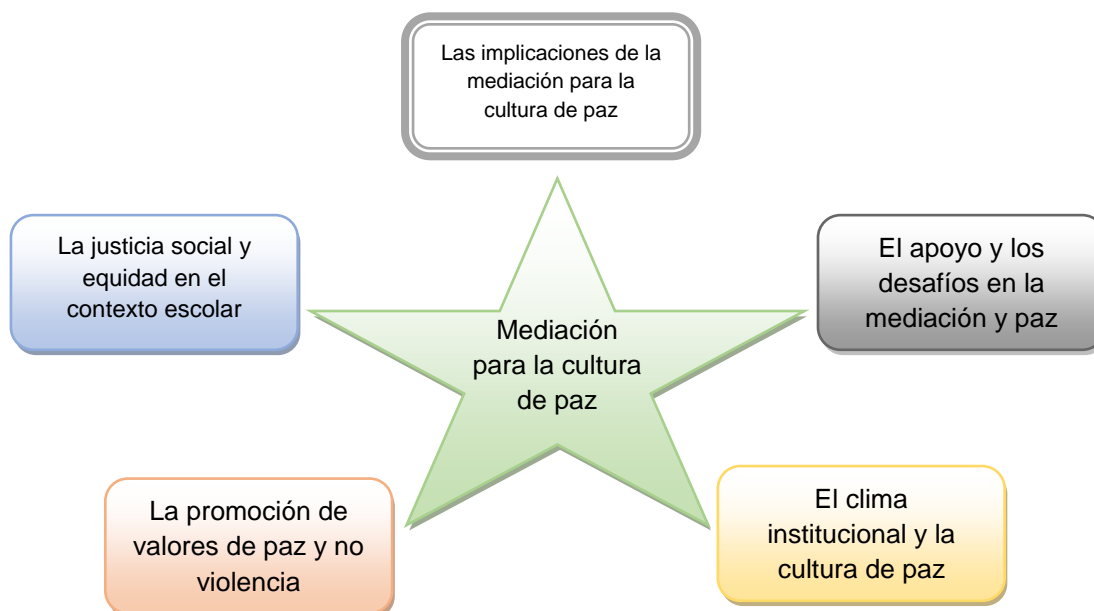 Las implicaciones de la
mediación para la
cultura de paz
La justicia social y
equidad en el
contexto escolar
El apoyo y los
desafíos en la
mediación y paz
Mediación
para la cultura
de paz
La promoción de
valores de paz y no
violencia
El clima
institucional y la
cultura de paz